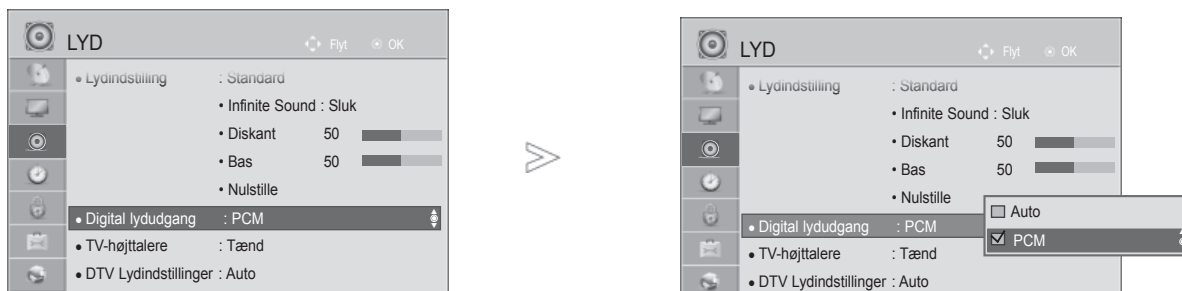 LYD Flyt OK
• Lydindstilling : Standard
• Infinite Sound : Sluk
• Diskant 50
• Bas 50
• Nulstille
• Digital lydudgang : PCM
• TV-højttalere : Tænd
• DTV Lydindstillinger : Auto
LYD Flyt OK
• Lydindstilling : Standard
• Infinite Sound : Sluk
• Diskant 50
• Bas 50
• Nulstille
• Digital lydudgang : PCM
• TV-højttalere : Tænd
• DTV Lydindstillinger : Auto
Auto
PCM